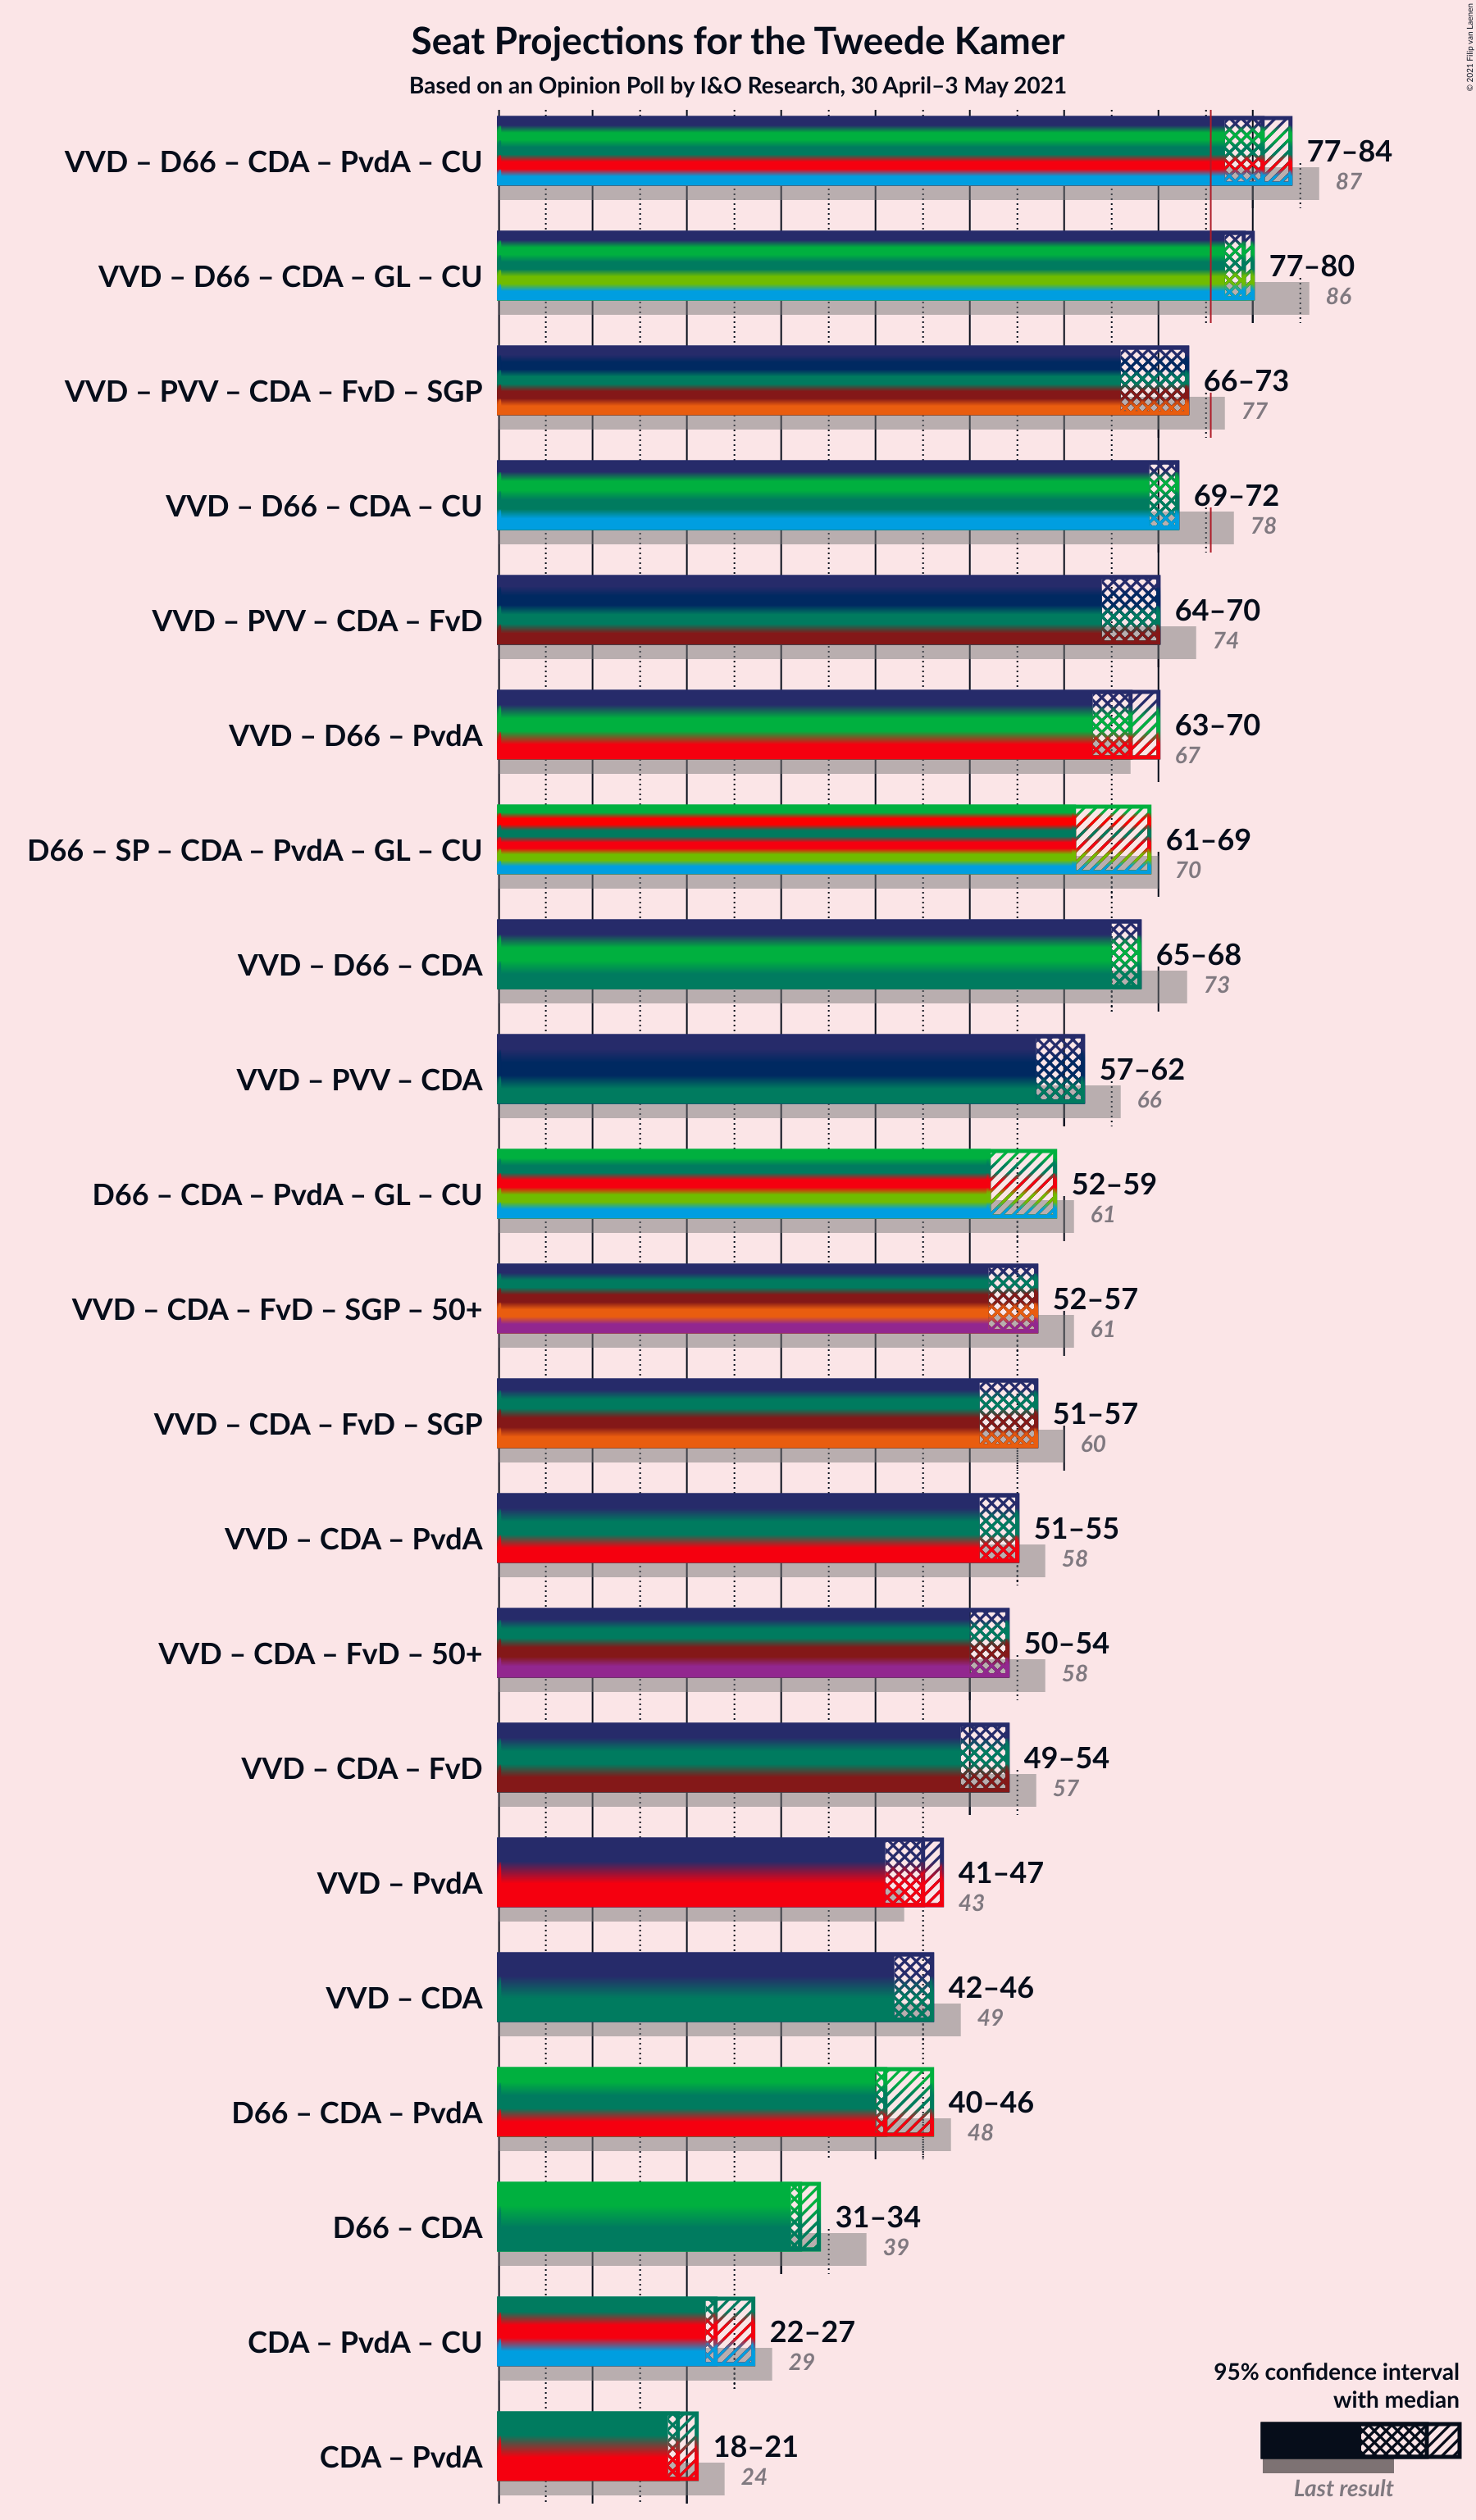 Seat Projections for the Tweede Kamer
Based on an Opinion Poll by I&O Research, 30 April–3 May 2021
© 2021 Filip van Laenen
VVD – D66 – CDA – PvdA – CU
77–84
87
VVD – D66 – CDA – GL – CU
77–80
86
VVD – PVV – CDA – FvD – SGP
66–73
77
VVD – D66 – CDA – CU
69–72
78
VVD – PVV – CDA – FvD
64–70
74
VVD – D66 – PvdA
63–70
67
D66 – SP – CDA – PvdA – GL – CU
61–69
70
VVD – D66 – CDA
65–68
73
VVD – PVV – CDA
57–62
66
D66 – CDA – PvdA – GL – CU
52–59
61
VVD – CDA – FvD – SGP – 50+
52–57
61
VVD – CDA – FvD – SGP
51–57
60
VVD – CDA – PvdA
51–55
58
VVD – CDA – FvD – 50+
50–54
58
VVD – CDA – FvD
49–54
57
VVD – PvdA
41–47
43
VVD – CDA
42–46
49
D66 – CDA – PvdA
40–46
48
D66 – CDA
31–34
39
CDA – PvdA – CU
22–27
29
CDA – PvdA
18–21
24
95% confidence interval
with median
Last result